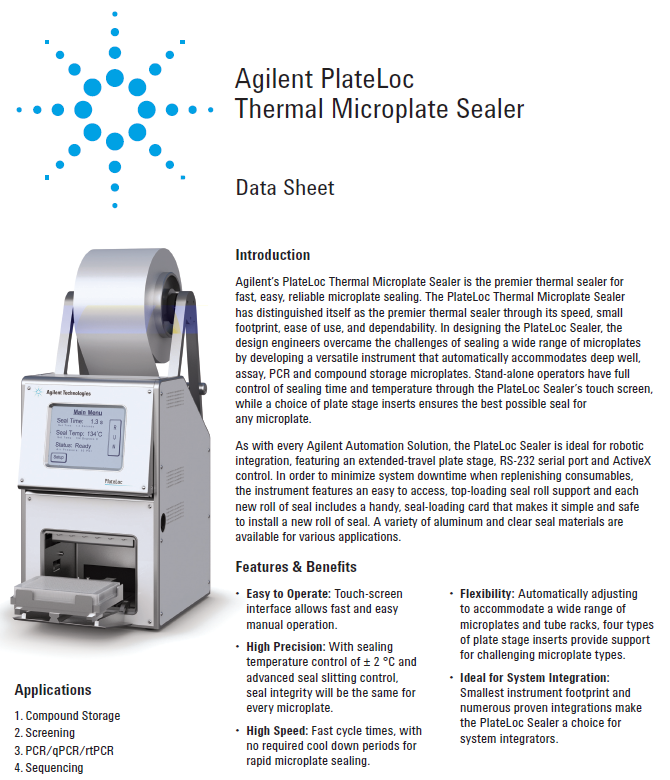 Agilent PlateLoc
Thermal Microplate Sealer
Data Sheet
Introduction
Agilent's PlateLoc Thermal Microplate Sealer is the premier thermal sealer for
fast, easy, reliable microplate sealing. The PlateLoc Thermal Microplate Sealer
has distinguished itself as the premier thermal sealer through its speed, small
footprint, ease of use, and dependability. In designing the PlateLoc Sealer, the
design engineers overcame the challenges of sealing a wide range of microplates
by developing a versatile instrument that automatically accommodates deep well,
assay, PCR and compound storage microplates. Stand-alone operators have full
control of sealing time and temperature through the PlateLoc Sealer's touch screen,
while a choice of plate stage inserts ensures the best possible seal for
any microplate.
As with every Agilent Automation Solution, the PlateLoc Sealer is ideal for robotic
integration, featuring an extended-travel plate stage, RS-232 serial port and ActiveX
control. In order to minimize system downtime when replenishing consumables,
the instrument features an easy to access, top-loading seal roll support and each
new roll of seal includes a handy, seal-loading card that makes it simple and safe
to install a new roll of seal. A variety of aluminum and clear seal materials are
available for various applications.
Features & Benefits
• Easy to Operate: Touch-screen
interface allows fast and easy
manual operation.
• High Precision: With sealing
temperature control of ± 2 °C and
advanced seal slitting control,
seal integrity will be the same for
every microplate.
• High Speed: Fast cycle times, with
no required cool down periods for
rapid microplate sealing.
• Flexibility: Automatically adjusting
to accommodate a wide range of
microplates and tube racks, four types
of plate stage inserts provide support
for challenging microplate types.
• Ideal for System Integration:
Smallest instrument footprint and
numerous proven integrations make
the PlateLoc Sealer a choice for
system integrators.
Agilent Technologies
Main Menu
Seal Time: 1.3 s
Seal Temp: 134°C
Status: Ready
PlateLoc
Applications
1. Compound Storage
2. Screening
3. PCR/qPCR/rtPCR
4. Sequencing